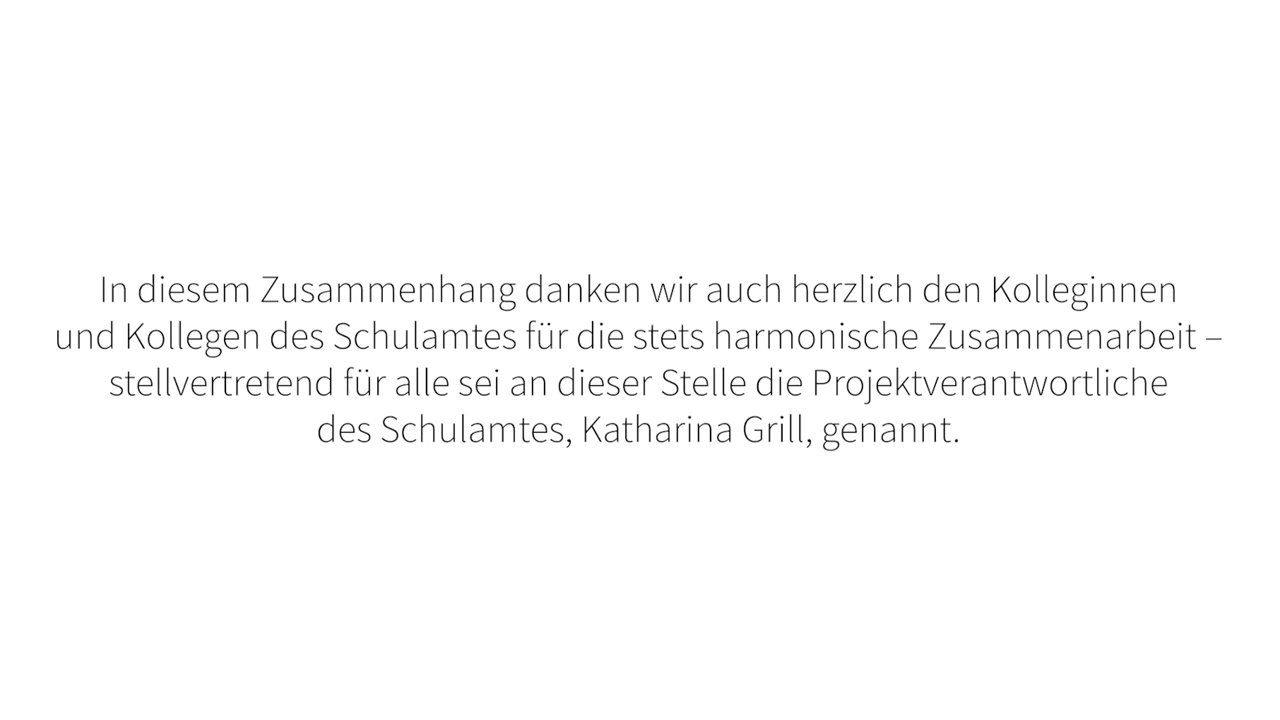 In diesem Zusammenhang danken wir auch herzlich den Kolleginnen
und Kollegen des Schulamtes für die stets harmonische Zusammenarbeit –
stellvertretend für alle sei an dieser Stelle die Projektverantwortliche
des Schulamtes, Katharina Grill, genannt.